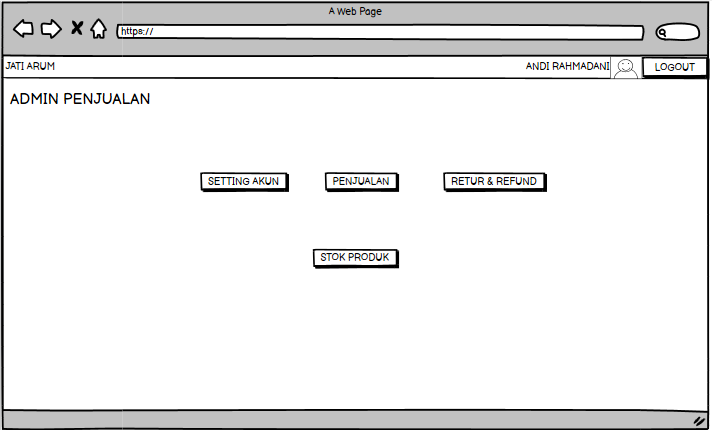 A Web Page
https://
JATI ARUM ANDI RAHMADANI LOGOUT
ADMIN PENJUALAN
SETTING AKUN PENJUALAN RETUR & REFUND
STOK PRODUK